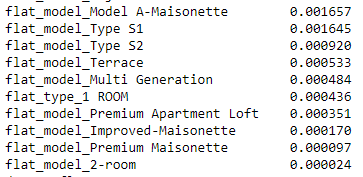 flat_model_Model A-Maisonette 0.001657
flat_model_Type S1 0.001645
flat_model_Type S2 0.000920
flat_model_Terrace 0.000533
flat_model_Multi Generation 0.000484
flat_type_1 ROOM 0.000436
flat_model_Premium Apartment Loft 0.000351
flat_model_Improved-Maisonette 0.000170
flat_model_Premium Maisonette 0.000097
flat_model_2-room 0.000024